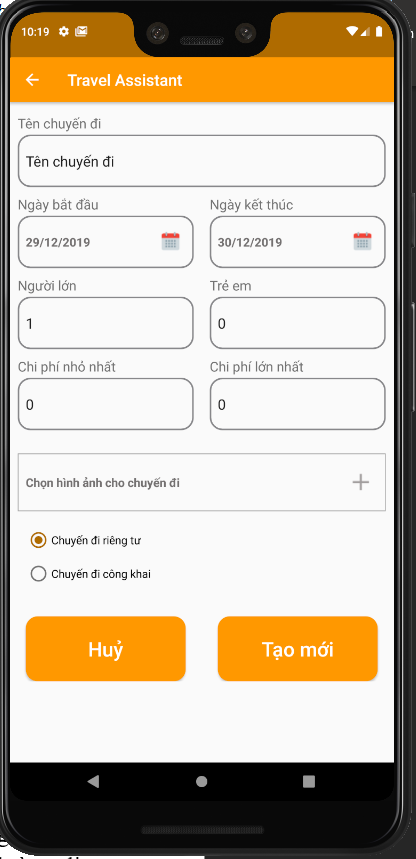 10:19
Travel Assistant
Tên chuyến đi
Tên chuyến đi
Ngày bắt đầu Ngày kết thúc
29/12/2019 30/12/2019
Người lớn Trẻ em
1 0
Chi phí nhỏ nhất Chi phí lớn nhất
0 0
Chọn hình ảnh cho chuyến đi
Chuyến đi riêng tư
Chuyến đi công khai
Huỷ Tạo mới